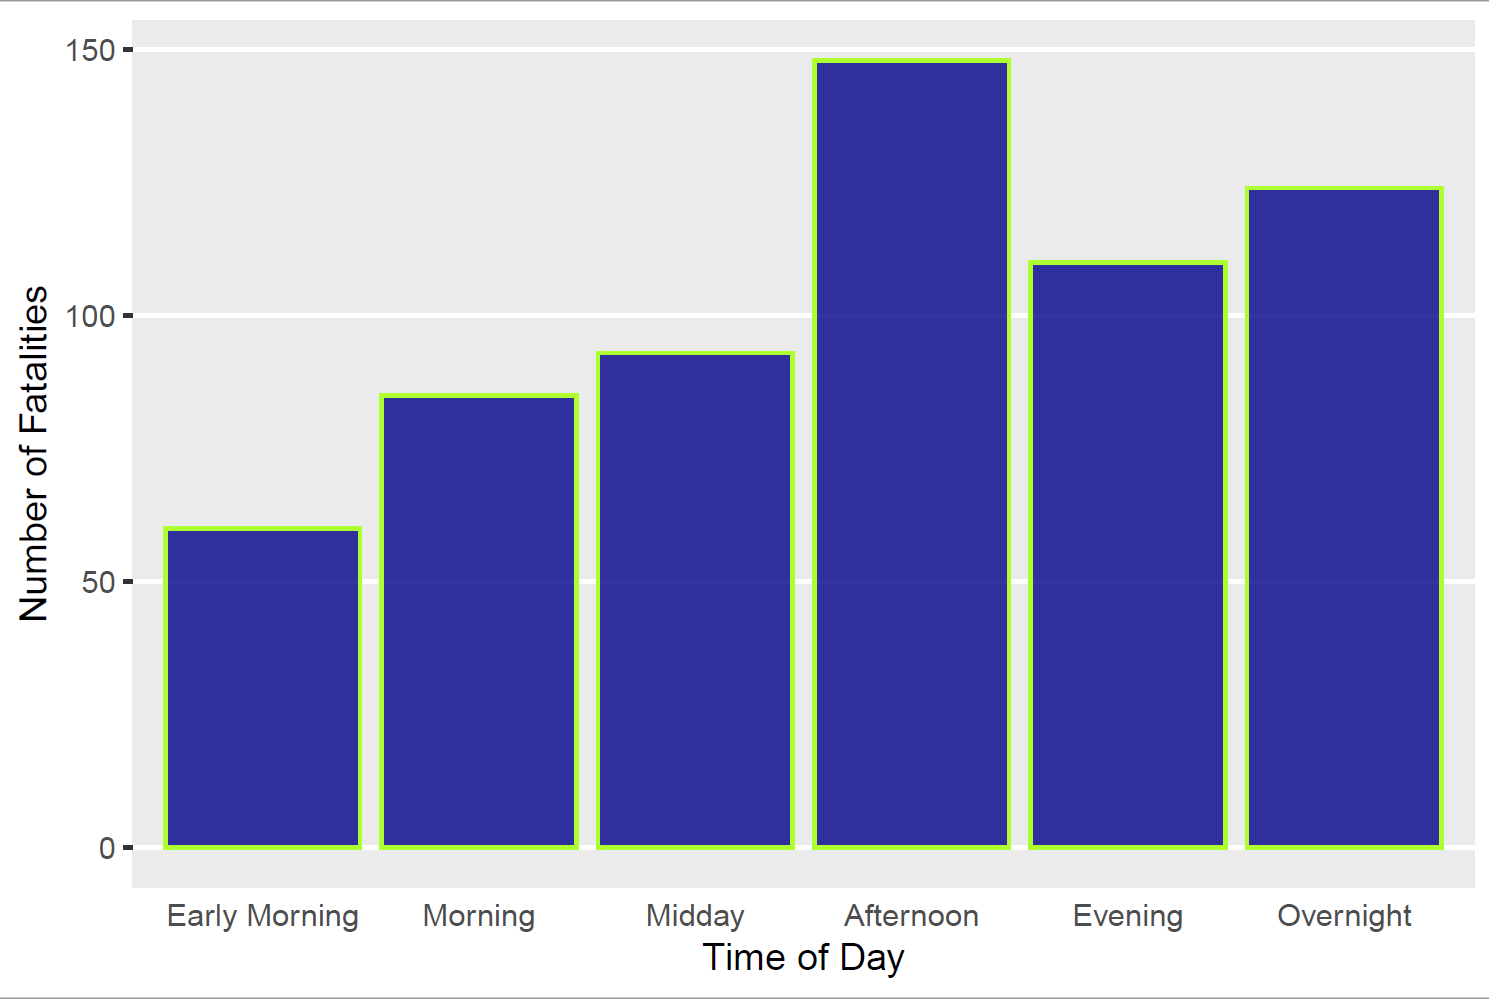 Number of Fatalities
150
100
50
0
Early Morning Morning Midday Afternoon Evening Overnight
Time of Day